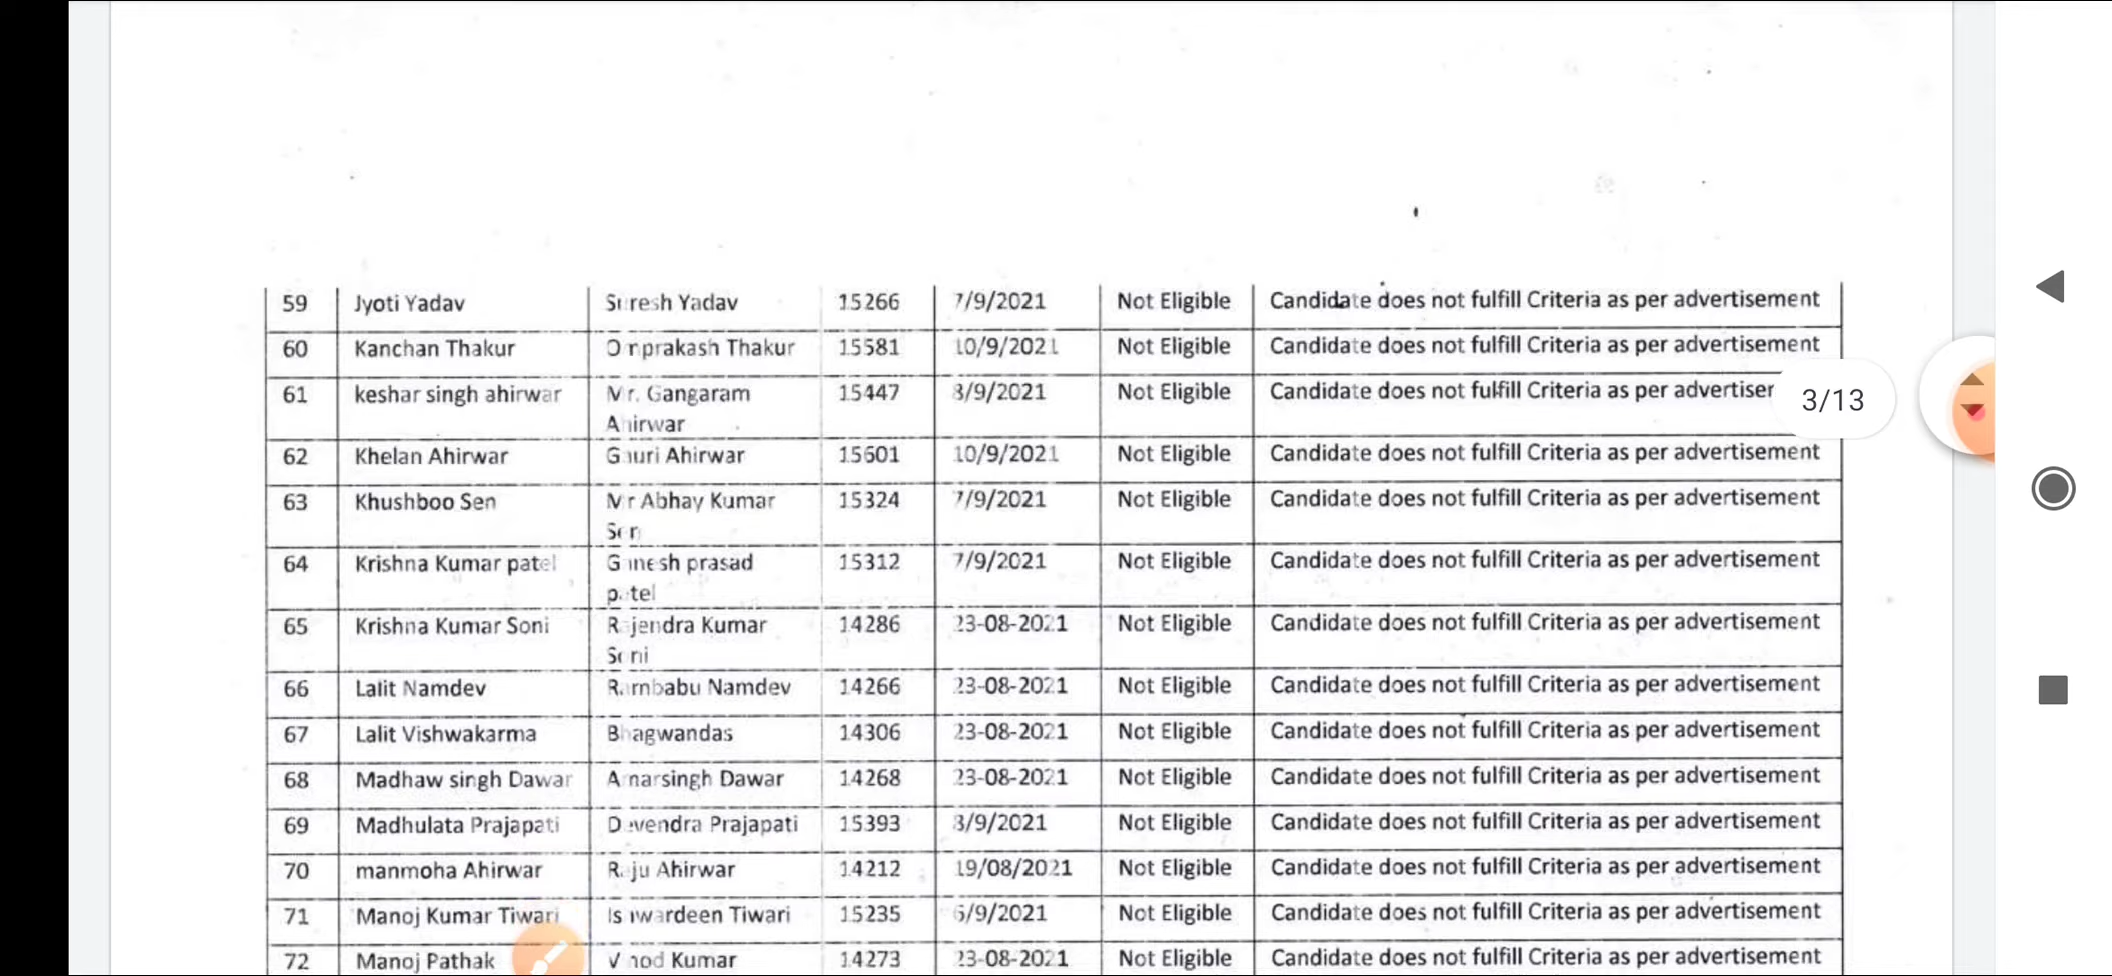 59 Jyoti Yadav Suresh Yadav 15266 7/9/2021 Not Eligible Candidate does not fulfill Criteria as per advertisement
60 Kanchan Thakur Omprakash Thakur 15581 10/9/2021 Not Eligible Candidate does not fulfill Criteria as per advertisement
61 keshar singh ahirwar Mr. Gangaram 15447 8/9/2021 Not Eligible Candidate does not fulfill Criteria as per advertiser
3/13
Ahirwar
62 Khelan Ahirwar Gauri Ahirwar 15601 10/9/2021 Not Eligible Candidate does not fulfill Criteria as per advertisement
63 Khushboo Sen Mr Abhay Kumar 15324 7/9/2021 Not Eligible Candidate does not fulfill Criteria as per advertisement
Sen
64 Krishna Kumar patel Ganesh prasad 15312 7/9/2021 Not Eligible Candidate does not fulfill Criteria as per advertisement
patel
65 Krishna Kumar Soni Rajendra Kumar 14286 23-08-2021 Not Eligible Candidate does not fulfill Criteria as per advertisement
Soni
66 Lalit Namdev Rambabu Namdev 14266 23-08-2021 Not Eligible Candidate does not fulfill Criteria as per advertisement
67 Lalit Vishwakarma Bhagwandas 14306 23-08-2021 Not Eligible Candidate does not fulfill Criteria as per advertisement
68 Madhaw singh Dawar Amarsingh Dawar 14268 23-08-2021 Not Eligible Candidate does not fulfill Criteria as per advertisement
69 Madhulata Prajapati Devendra Prajapati 15393 8/9/2021 Not Eligible Candidate does not fulfill Criteria as per advertisement
70 manmoha Ahirwar Raju Ahirwar 14212 19/08/2021 Not Eligible Candidate does not fulfill Criteria as per advertisement
71 Manoj Kumar Tiwari Ishwardeen Tiwari 15235 6/9/2021 Not Eligible Candidate does not fulfill Criteria as per advertisement
72 Manoj Pathak Vinod Kumar 14273 23-08-2021 Not Eligible Candidate does not fulfill Criteria as per advertisement